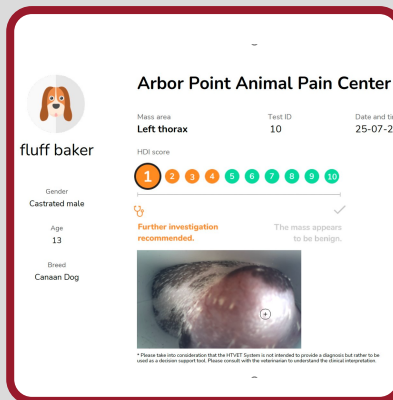 Arbor Point Animal Pain Center
Mass area
Test ID
Date and ti
Left thorax
10
25-07-2
fluff baker
HDI score
1 2 3 4 5 6 7 8 9 10
Gender
Castrated male
Age
13
Breed
Canaan Dog
Further investigation
recommended.
The mass appears
to be benign.
* Please take into consideration that the HTVET System is not intended to provide a diagnosis but rather to be
used as a decision support tool. Please consult with the veterinarian to understand the clinical interpretation.